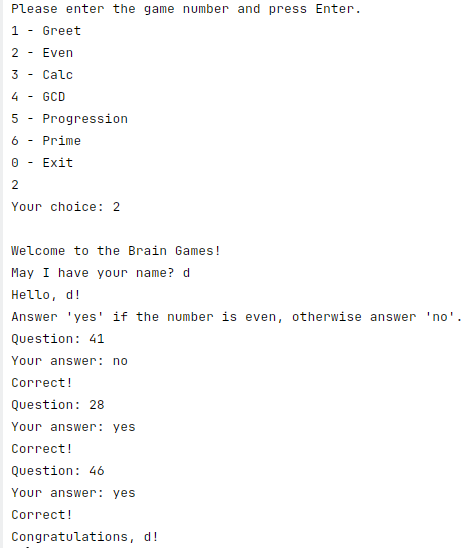 Please enter the game number and press Enter.
1 - Greet
2 - Even
3 - Calc
4 - GCD
5 - Progression
6 - Prime
0 - Exit
2
Your choice: 2
Welcome to the Brain Games!
May I have your name? d
Hello, d!
Answer 'yes' if the number is even, otherwise answer 'no'.
Question: 41
Your answer: no
Correct!
Question: 28
Your answer: yes
Correct!
Question: 46
Your answer: yes
Correct!
Congratulations, d!